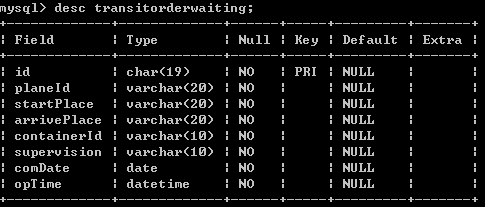 mysql> desc transitorderwaiting;
+-------------+-------------+------+-----+---------+-------+
| Field | Type | Null | Key | Default | Extra |
+-------------+-------------+------+-----+---------+-------+
| id | char(19) | NO | PRI | NULL | |
| planeId | varchar(20) | NO | | NULL | |
| startPlace | varchar(20) | NO | | NULL | |
| arrivePlace | varchar(20) | NO | | NULL | |
| containerId | varchar(10) | NO | | NULL | |
| supervision | varchar(10) | NO | | NULL | |
| comDate | date | NO | | NULL | |
| opTime | datetime | NO | | NULL | |
+-------------+-------------+------+-----+---------+-------+